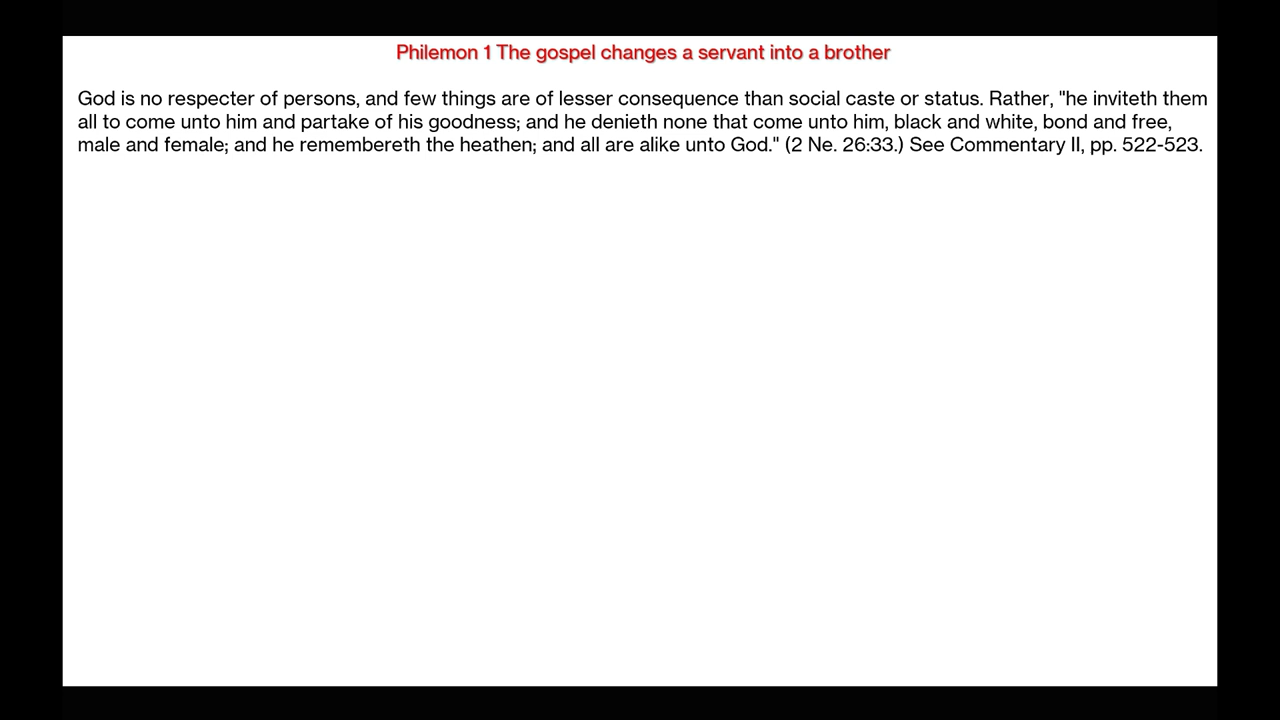 Philemon 1 The gospel changes a servant into a brother
God is no respecter of persons, and few things are of lesser consequence than social caste or status. Rather, "he inviteth them
all to come unto him and partake of his goodness; and he denieth none that come unto him, black and white, bond and free,
male and female; and he remembereth the heathen; and all are alike unto God." (2 Ne. 26:33.) See Commentary II, pp. 522-523.